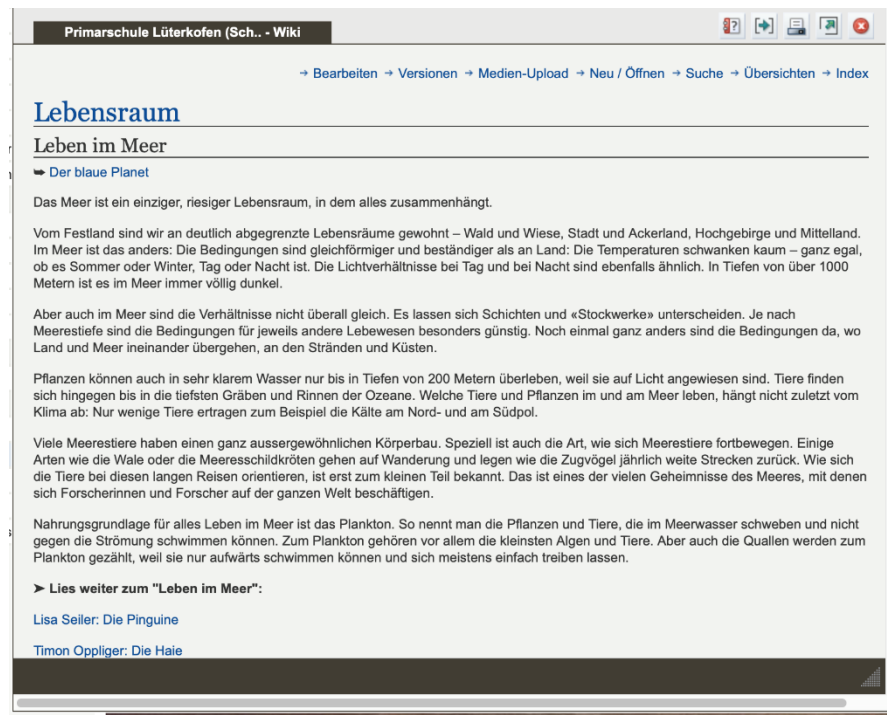 Primarschule Lüterkofen (Sch.. - Wiki
→ Bearbeiten → Versionen → Medien-Upload → Neu / Öffnen → Suche → Übersichten → Index
Lebensraum
Leben im Meer
➥ Der blaue Planet
Das Meer ist ein einziger, riesiger Lebensraum, in dem alles zusammenhängt.
Vom Festland sind wir an deutlich abgegrenzte Lebensräume gewohnt – Wald und Wiese, Stadt und Ackerland, Hochgebirge und Mittelland.
Im Meer ist das anders: Die Bedingungen sind gleichförmiger und beständiger als an Land: Die Temperaturen schwanken kaum – ganz egal,
ob es Sommer oder Winter, Tag oder Nacht ist. Die Lichtverhältnisse bei Tag und bei Nacht sind ebenfalls ähnlich. In Tiefen von über 1000
Metern ist es im Meer immer völlig dunkel.
Aber auch im Meer sind die Verhältnisse nicht überall gleich. Es lassen sich Schichten und «Stockwerke» unterscheiden. Je nach
Meerestiefe sind die Bedingungen für jeweils andere Lebewesen besonders günstig. Noch einmal ganz anders sind die Bedingungen da, wo
Land und Meer ineinander übergehen, an den Stränden und Küsten.
Pflanzen können auch in sehr klarem Wasser nur bis in Tiefen von 200 Metern überleben, weil sie auf Licht angewiesen sind. Tiere finden
sich hingegen bis in die tiefsten Gräben und Rinnen der Ozeane. Welche Tiere und Pflanzen im und am Meer leben, hängt nicht zuletzt vom
Klima ab: Nur wenige Tiere ertragen zum Beispiel die Kälte am Nord- und am Südpol.
Viele Meerestiere haben einen ganz aussergewöhnlichen Körperbau. Speziell ist auch die Art, wie sich Meerestiere fortbewegen. Einige
Arten wie die Wale oder die Meeresschildkröten gehen auf Wanderung und legen wie die Zugvögel jährlich weite Strecken zurück. Wie sich
die Tiere bei diesen langen Reisen orientieren, ist erst zum kleinen Teil bekannt. Das ist eines der vielen Geheimnisse des Meeres, mit denen
sich Forscherinnen und Forscher auf der ganzen Welt beschäftigen.
Nahrungsgrundlage für alles Leben im Meer ist das Plankton. So nennt man die Pflanzen und Tiere, die im Meerwasser schweben und nicht
gegen die Strömung schwimmen können. Zum Plankton gehören vor allem die kleinsten Algen und Tiere. Aber auch die Quallen werden zum
Plankton gezählt, weil sie nur aufwärts schwimmen können und sich meistens einfach treiben lassen.
➤ Lies weiter zum "Leben im Meer":
Lisa Seiler: Die Pinguine
Timon Oppliger: Die Haie